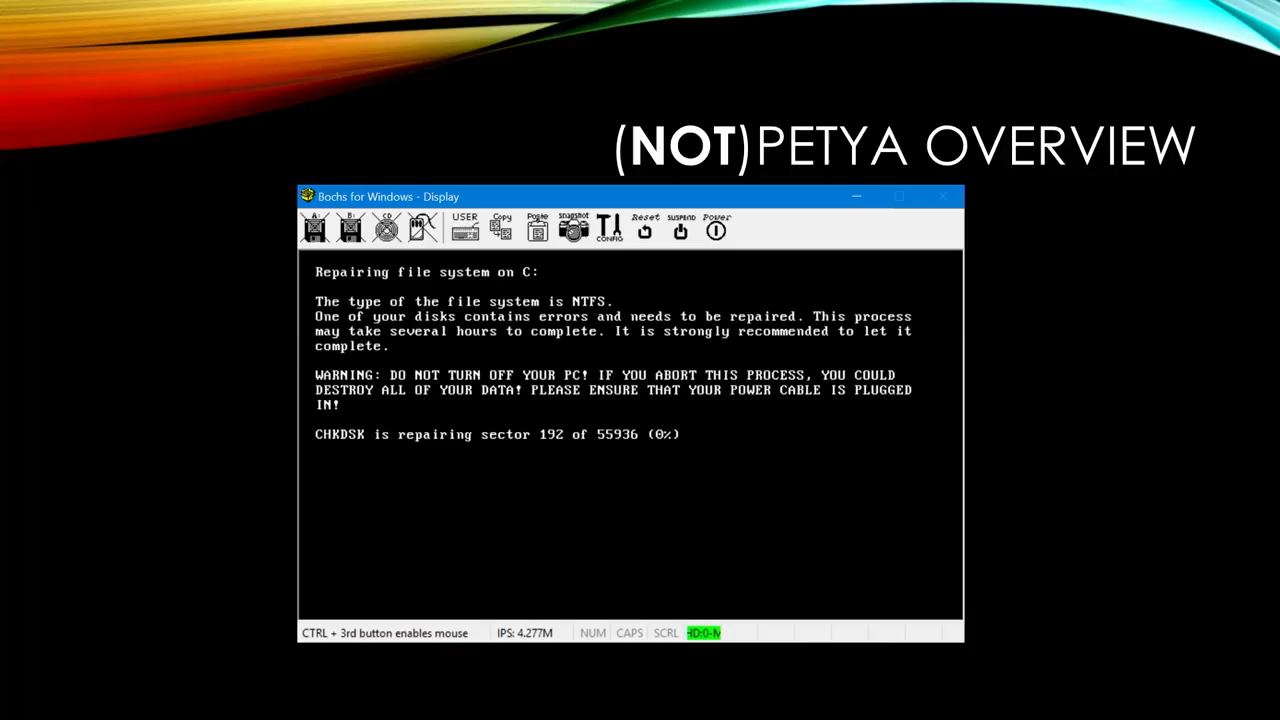 (NOT)PETYA OVERVIEW
Bochs for Windows - Display
A: B: CD USER Copy Paste snapshot CONFIG Reset SUSPEND Power
Repairing file system on C:
The type of the file system is NTFS.
One of your disks contains errors and needs to be repaired. This process
may take several hours to complete. It is strongly recommended to let it
complete.
WARNING: DO NOT TURN OFF YOUR PC! IF YOU ABORT THIS PROCESS, YOU COULD
DESTROY ALL OF YOUR DATA! PLEASE ENSURE THAT YOUR POWER CABLE IS PLUGGED
IN!
CHKDSK is repairing sector 192 of 55936 (0%)
CTRL + 3rd button enables mouse IPS: 4.277M NUM CAPS SCRL HD:0-M